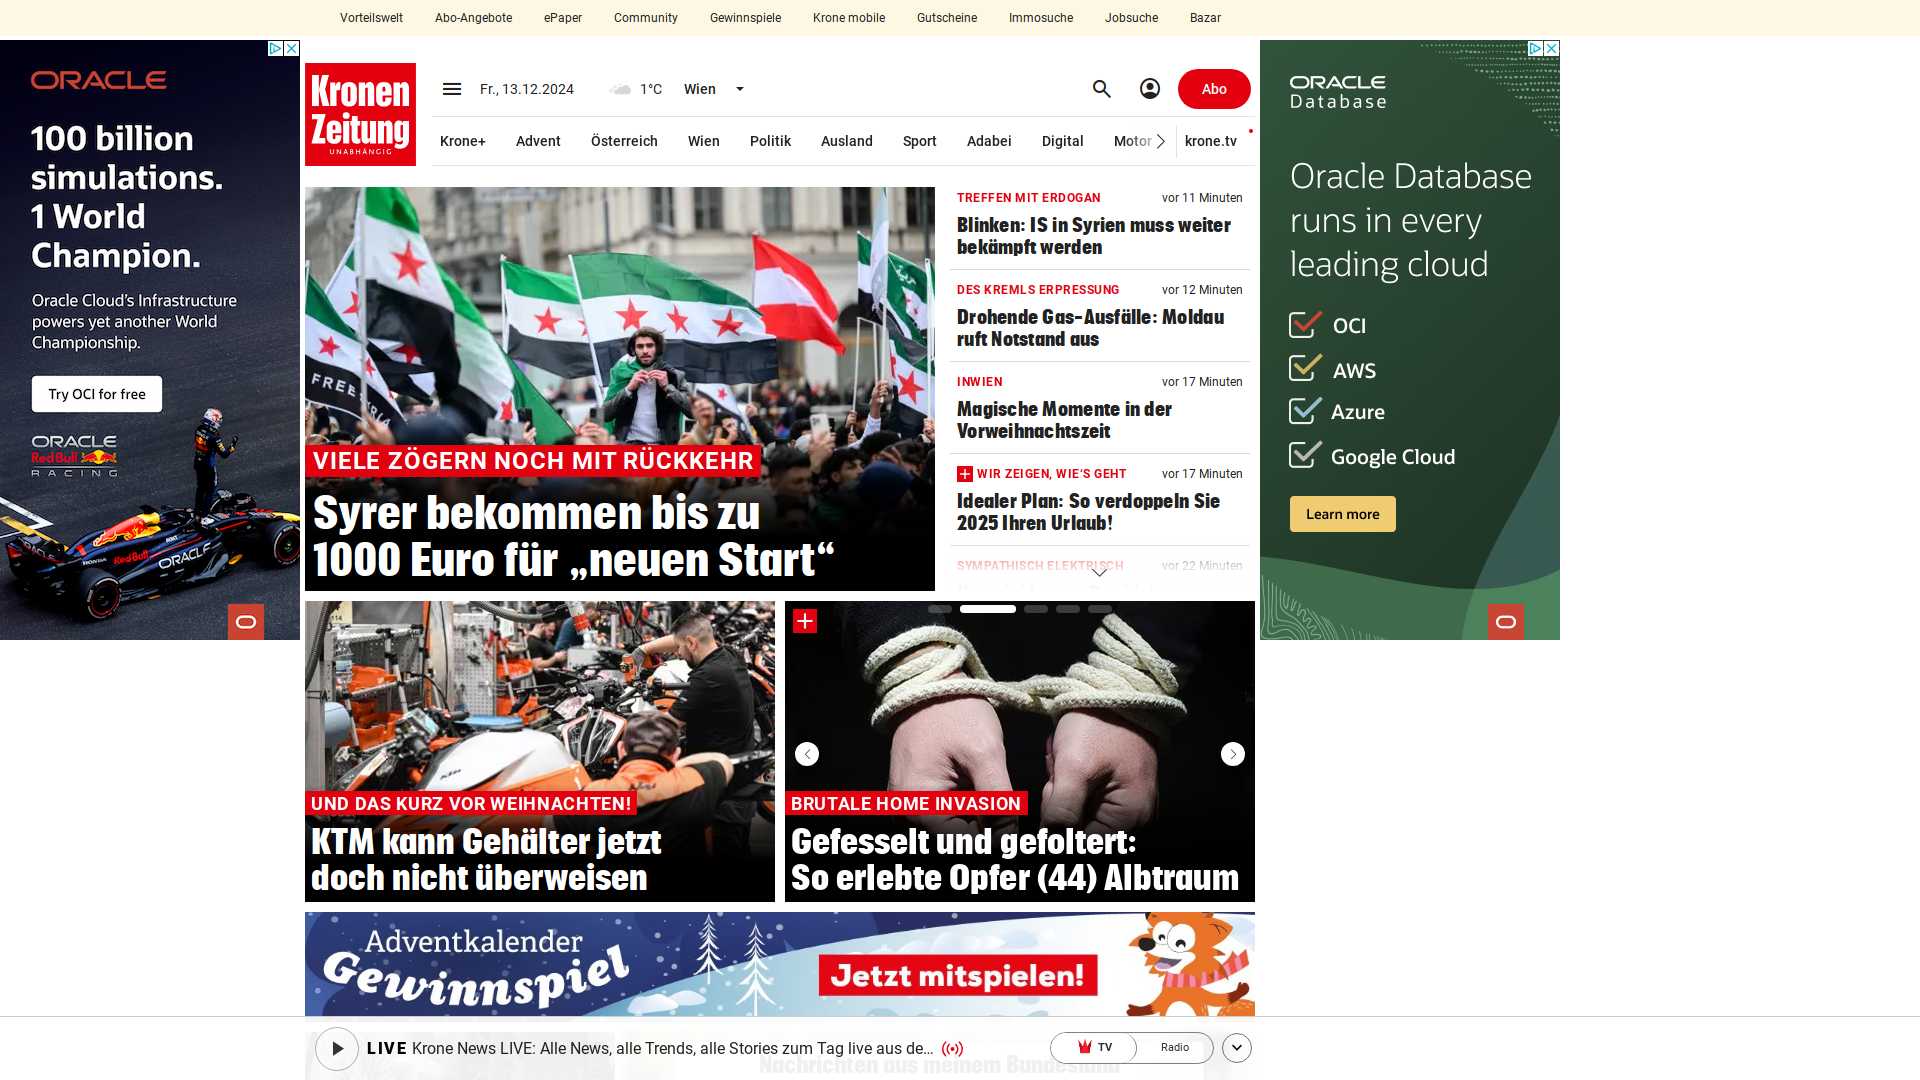 Vorteilswelt
Abo-Angebote
ePaper
Community
Gewinnspiele
Krone mobile
Gutscheine
Immosuche
Jobsuche
Bazar
ORACLE
100 billion
simulations.
1 World
Champion.
Oracle Cloud's Infrastructure
powers yet another World
Championship.
Try OCI for free
ORACLE
Red Bull
RACING
Kronen
Zeitung
UNABHÄNGIG
Fr., 13.12.2024
1°C
Wien
Abo
Krone+
Advent
Österreich
Wien
Politik
Ausland
Sport
Adabei
Digital
Motor
krone.tv
FREE SYRIA
VIELE ZÖGERN NOCH MIT RÜCKKEHR
Syrer bekommen bis zu
1000 Euro für „neuen Start“
TREFFEN MIT ERDOGAN
vor 11 Minuten
Blinken: IS in Syrien muss weiter
bekämpft werden
DES KREMLS ERPRESSUNG
vor 12 Minuten
Drohende Gas-Ausfälle: Moldau
ruft Notstand aus
INWIEN
vor 17 Minuten
Magische Momente in der
Vorweihnachtszeit
WIR ZEIGEN, WIE'S GEHT
vor 17 Minuten
Idealer Plan: So verdoppeln Sie
2025 Ihren Urlaub!
SYMPATHISCH ELEKTRISCH
vor 22 Minuten
ORACLE
Database
Oracle Database
runs in every
leading cloud
OCI
AWS
Azure
Google Cloud
Learn more
UND DAS KURZ VOR WEIHNACHTEN!
KTM kann Gehälter jetzt
doch nicht überweisen
BRUTALE HOME INVASION
Gefesselt und gefoltert:
So erlebte Opfer (44) Albtraum
Adventkalender
Gewinnspiel
Jetzt mitspielen!
LIVE Krone News LIVE: Alle News, alle Trends, alle Stories zum Tag live aus de...
TV
Radio
Nachrichten aus meinem Bundesland